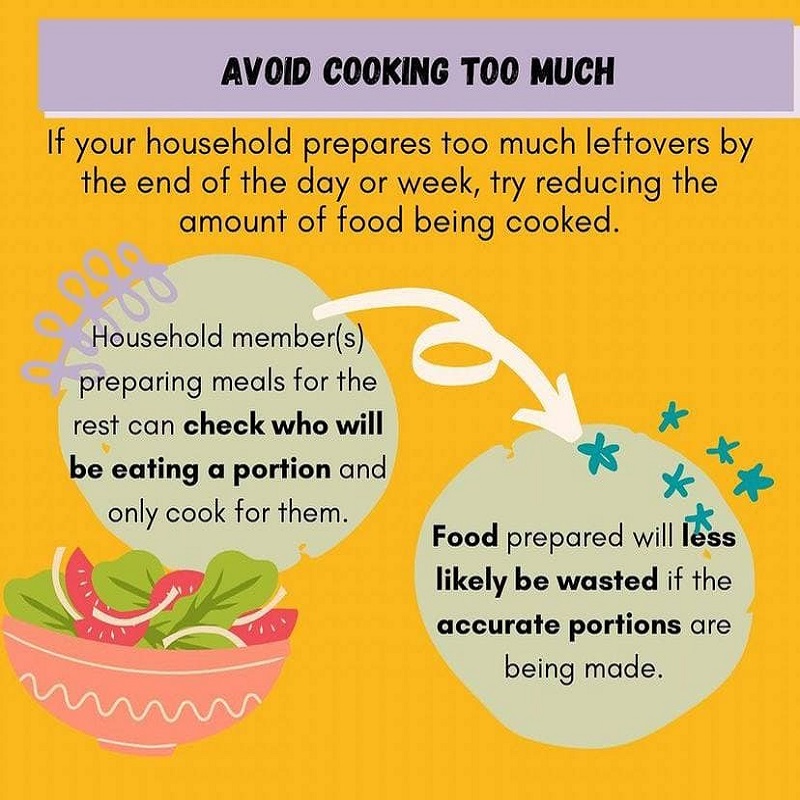 AVOID COOKING TOO MUCH
If your household prepares too much leftovers by
the end of the day or week, try reducing the
amount of food being cooked.
Household member(s)
preparing meals for the
rest can check who will
be eating a portion and
only cook for them.
Food prepared will less
likely be wasted if the
accurate portions are
being made.